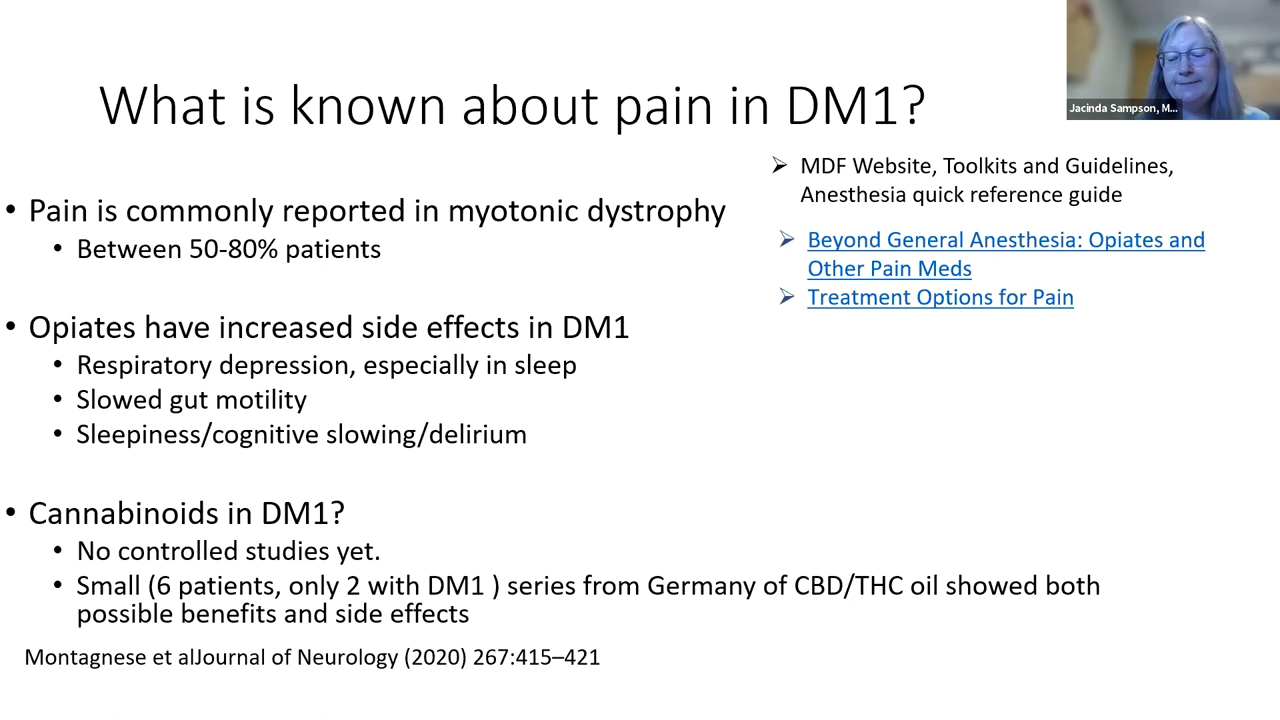 What is known about pain in DM1?
Jacinda Sampson, M...
➢ MDF Website, Toolkits and Guidelines,
Anesthesia quick reference guide
➢ Beyond General Anesthesia: Opiates and
Other Pain Meds
➢ Treatment Options for Pain
• Pain is commonly reported in myotonic dystrophy
• Between 50-80% patients
• Opiates have increased side effects in DM1
• Respiratory depression, especially in sleep
• Slowed gut motility
• Sleepiness/cognitive slowing/delirium
• Cannabinoids in DM1?
• No controlled studies yet.
• Small (6 patients, only 2 with DM1 ) series from Germany of CBD/THC oil showed both
possible benefits and side effects
Montagnese et alJournal of Neurology (2020) 267:415–421